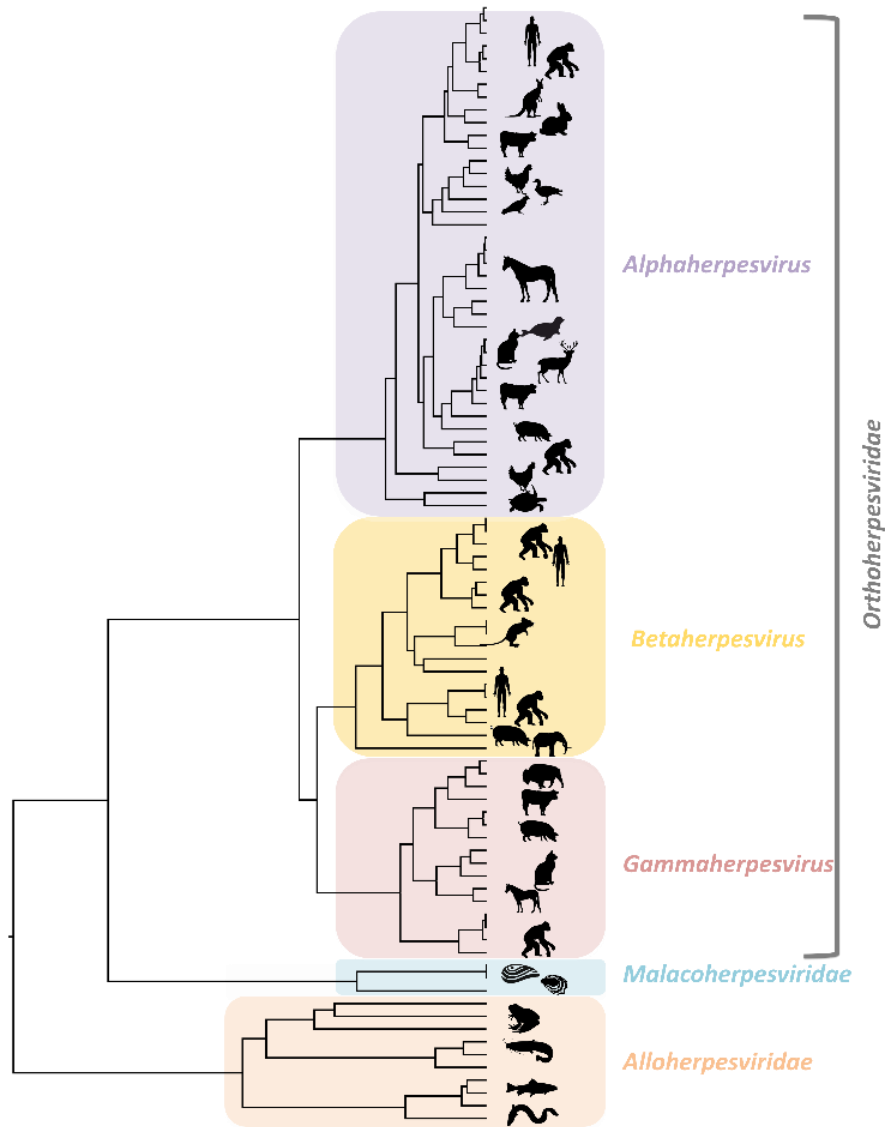 Alphaherpesvirus
Orthoherpesviridae
Betaherpesvirus
Gammaherpesvirus
Malacoherpesviridae
Alloherpesviridae